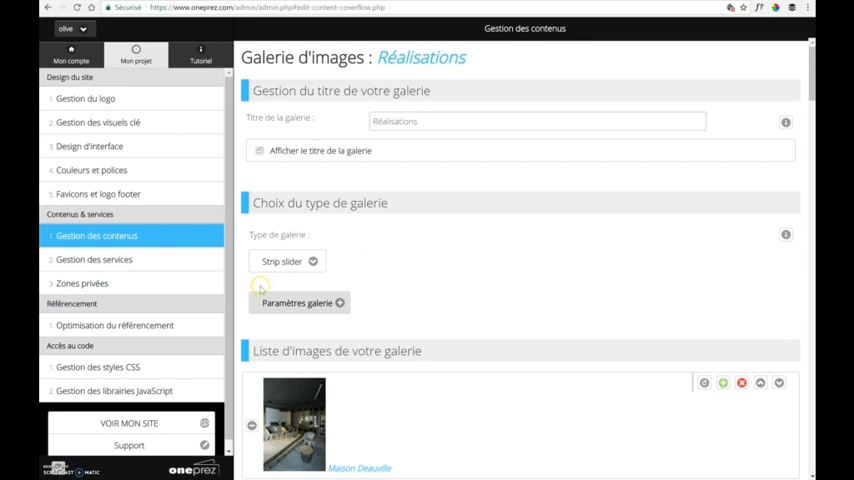 Sécurisé https://www.oneprez.com/admin/admin.php#edit-content-coverflow.php
olive
Gestion des contenus
Mon compte
Mon projet
Tutoriel
Design du site
1. Gestion du logo
2. Gestion des visuels clé
3. Design d'interface
4. Couleurs et polices
5. Favicons et logo footer
Contenus & services
1. Gestion des contenus
2. Gestion des services
3. Zones privées
Référencement
1. Optimisation du référencement
Accès au code
1. Gestion des styles CSS
2. Gestion des librairies JavaScript
VOIR MON SITE
Support
SCREENCAST MATIC
oneprez
Galerie d'images : Réalisations
Gestion du titre de votre galerie
Titre de la galerie :
Réalisations
Afficher le titre de la galerie
Choix du type de galerie
Type de galerie :
Strip slider
Paramètres galerie
Liste d'images de votre galerie
Maison Deauville